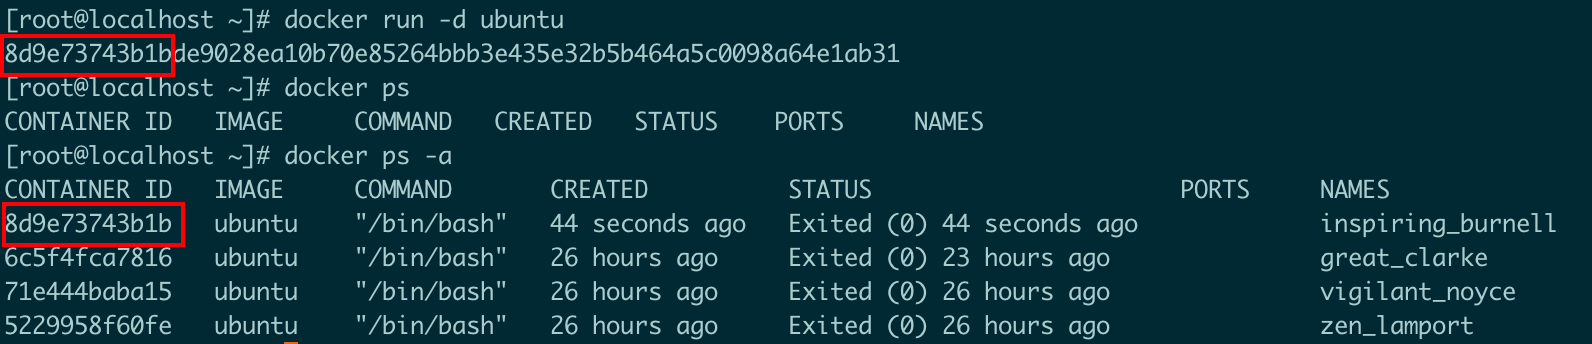 [root@localhost ~]# docker run -d ubuntu
8d9e73743b1bde9028ea10b70e85264bbb3e435e32b5b464a5c0098a64e1ab31
[root@localhost ~]# docker ps
CONTAINER ID   IMAGE     COMMAND   CREATED   STATUS    PORTS     NAMES
[root@localhost ~]# docker ps -a
CONTAINER ID   IMAGE     COMMAND       CREATED          STATUS                      PORTS     NAMES
8d9e73743b1b   ubuntu    "/bin/bash"   44 seconds ago   Exited (0) 44 seconds ago             inspiring_burnell
6c5f4fca7816   ubuntu    "/bin/bash"   26 hours ago     Exited (0) 23 hours ago               great_clarke
71e444baba15   ubuntu    "/bin/bash"   26 hours ago     Exited (0) 26 hours ago               vigilant_noyce
5229958f60fe   ubuntu    "/bin/bash"   26 hours ago     Exited (0) 26 hours ago               zen_lamport